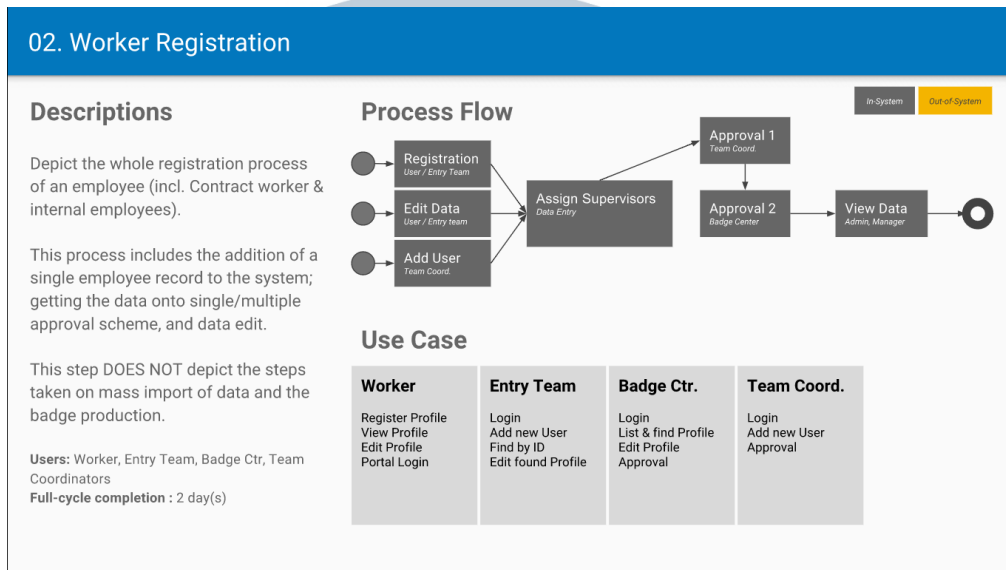 02. Worker Registration
Descriptions
Depict the whole registration process
of an employee (incl. Contract worker &
internal employees).
This process includes the addition of a
single employee record to the system;
getting the data onto single/multiple
approval scheme, and data edit.
This step DOES NOT depict the steps
taken on mass import of data and the
badge production.
Users: Worker, Entry Team, Badge Ctr, Team
Coordinators
Full-cycle completion : 2 day(s)
Process Flow
In-System
Out-of-System
Registration
User / Entry Team
Edit Data
User / Entry team
Add User
Team Coord.
Assign Supervisors
Data Entry
Approval 1
Team Coord.
Approval 2
Badge Center
View Data
Admin, Manager
Use Case
Worker
Register Profile
View Profile
Edit Profile
Portal Login
Entry Team
Login
Add new User
Find by ID
Edit found Profile
Badge Ctr.
Login
List & find Profile
Edit Profile
Approval
Team Coord.
Login
Add new User
Approval